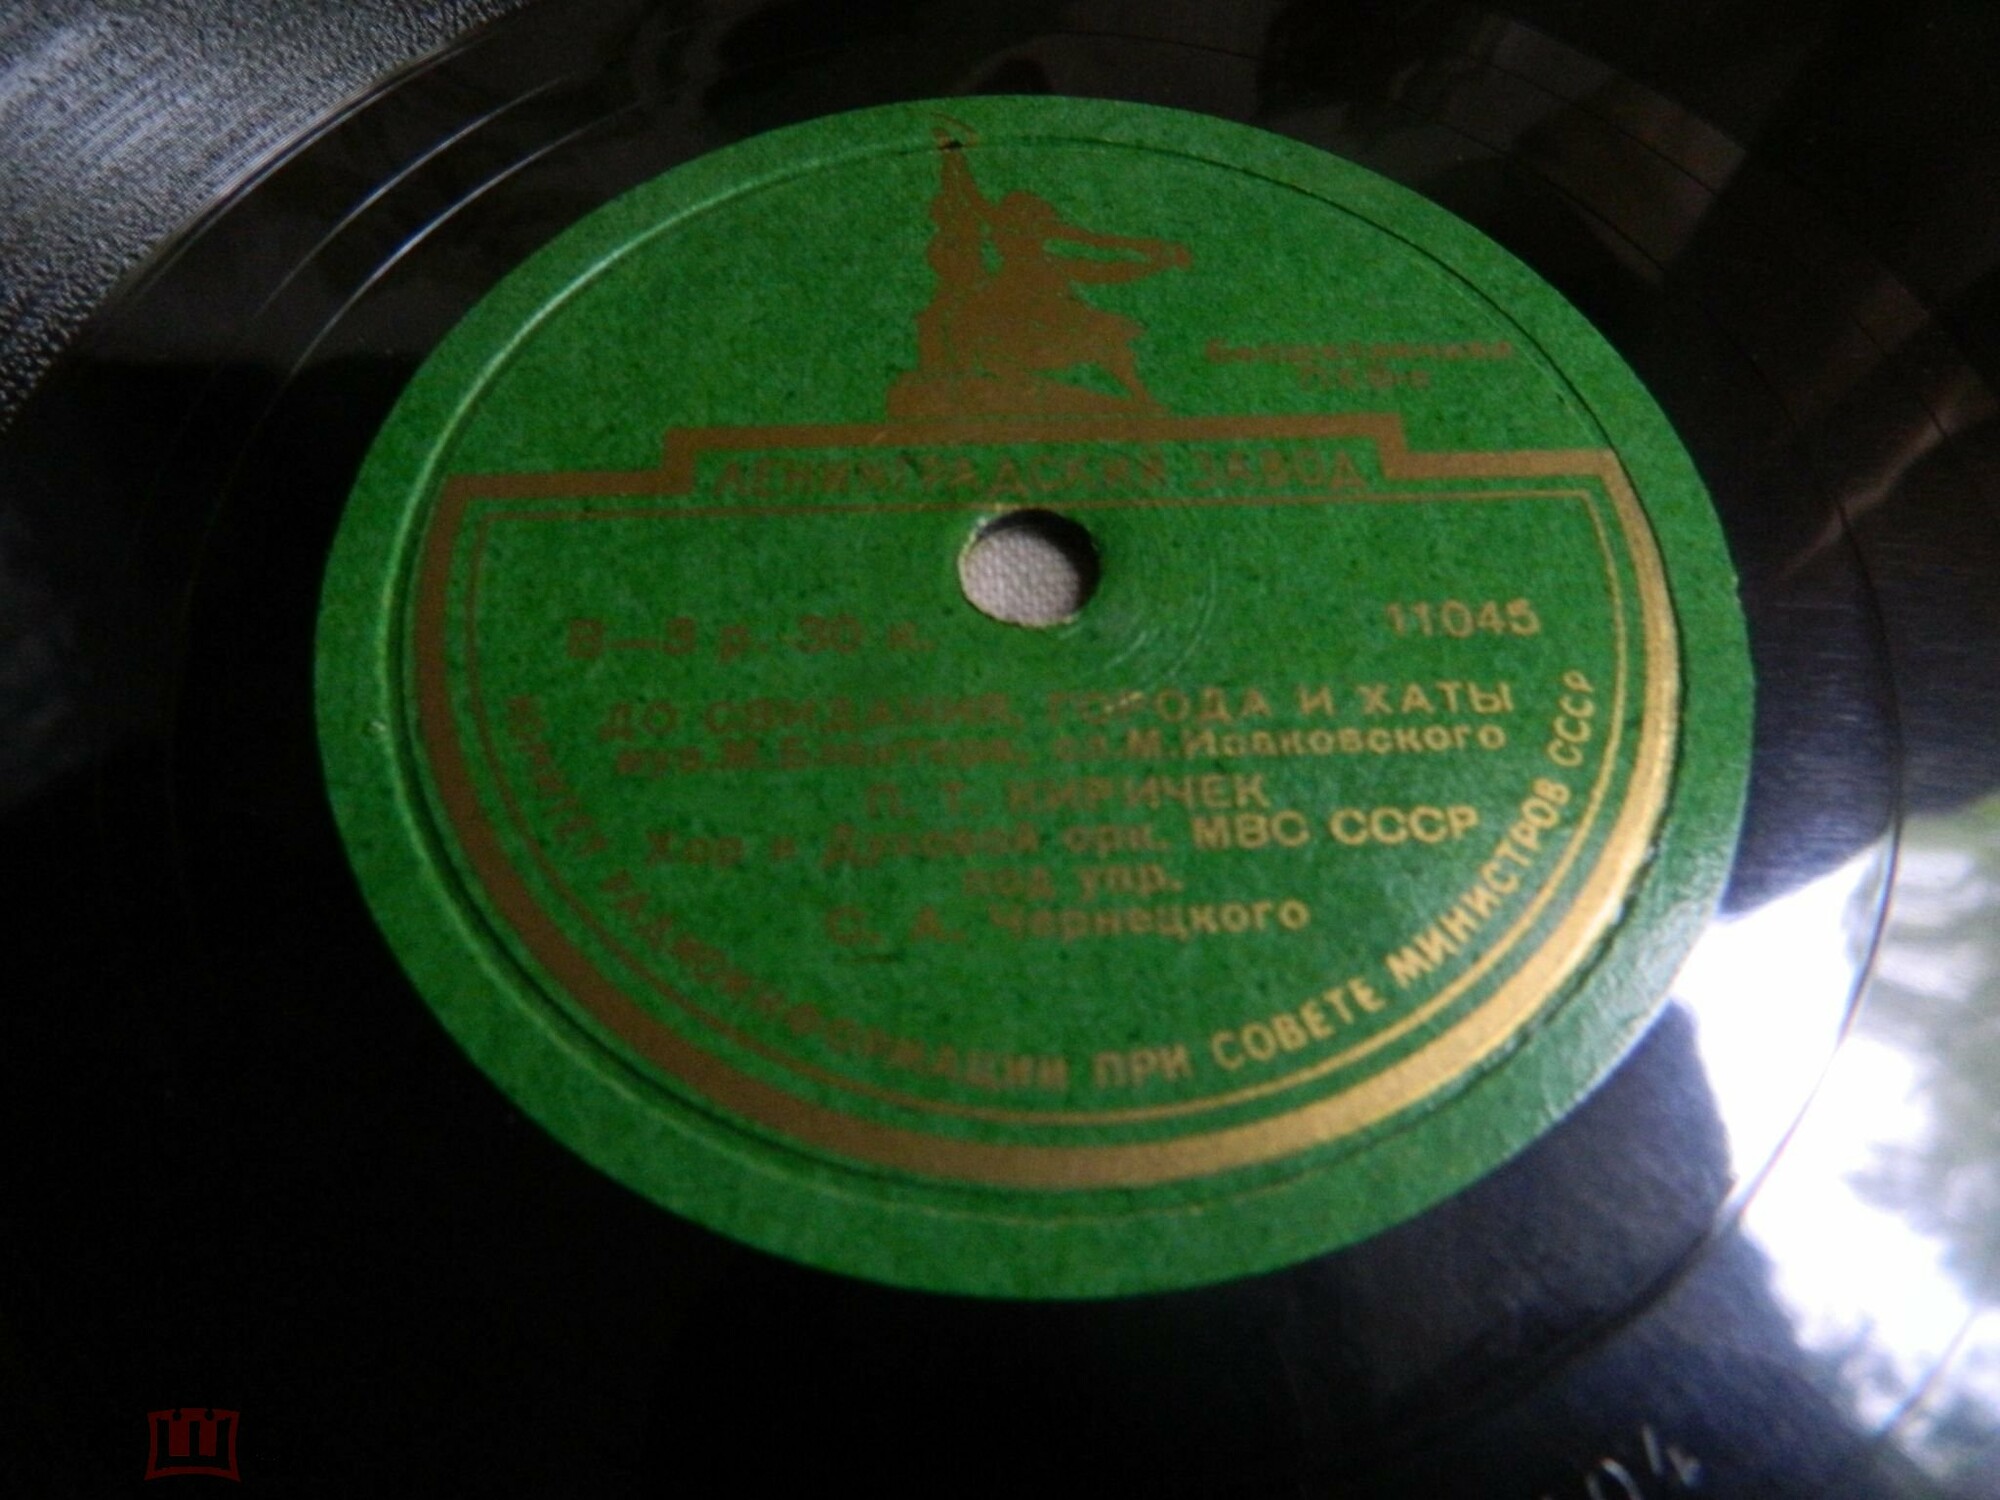 ЛЕНИНГРАДСКИЙ ЗАВОД
В—3 р. 30 к.
11045
ДО СВИДАНИЯ, ГОРОДА И ХАТЫ
муз. М. Блантера, сл. М. Исаковского
П. Т. КИРИЧЕК
Хор и Духовой орк. МВС СССР
под упр.
С. А. Чернецкого
КОМИТЕТ РАДИОИНФОРМАЦИИ ПРИ СОВЕТЕ МИНИСТРОВ СССР